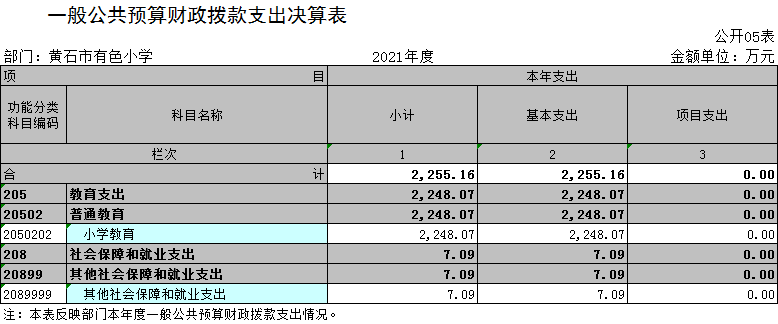 一般公共预算财政拨款支出决算表
公开05表
部门：黄石市有色小学 2021年度 金额单位：万元
项 目 本年支出
功能分类科目编码 科目名称 小计 基本支出 项目支出
栏次 1 2 3
合 计 2,255.16 2,255.16 0.00
205 教育支出 2,248.07 2,248.07 0.00
20502 普通教育 2,248.07 2,248.07 0.00
2050202 小学教育 2,248.07 2,248.07 0.00
208 社会保障和就业支出 7.09 7.09 0.00
20899 其他社会保障和就业支出 7.09 7.09 0.00
2089999 其他社会保障和就业支出 7.09 7.09 0.00
注：本表反映部门本年度一般公共预算财政拨款支出情况。